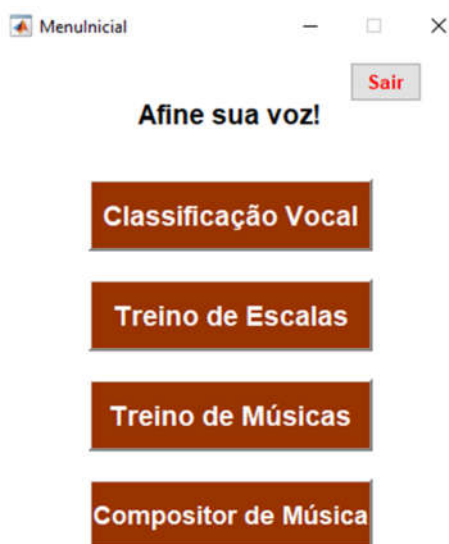 MenuInicial
Sair
Afine sua voz!
Classificação Vocal
Treino de Escalas
Treino de Músicas
Compositor de Música